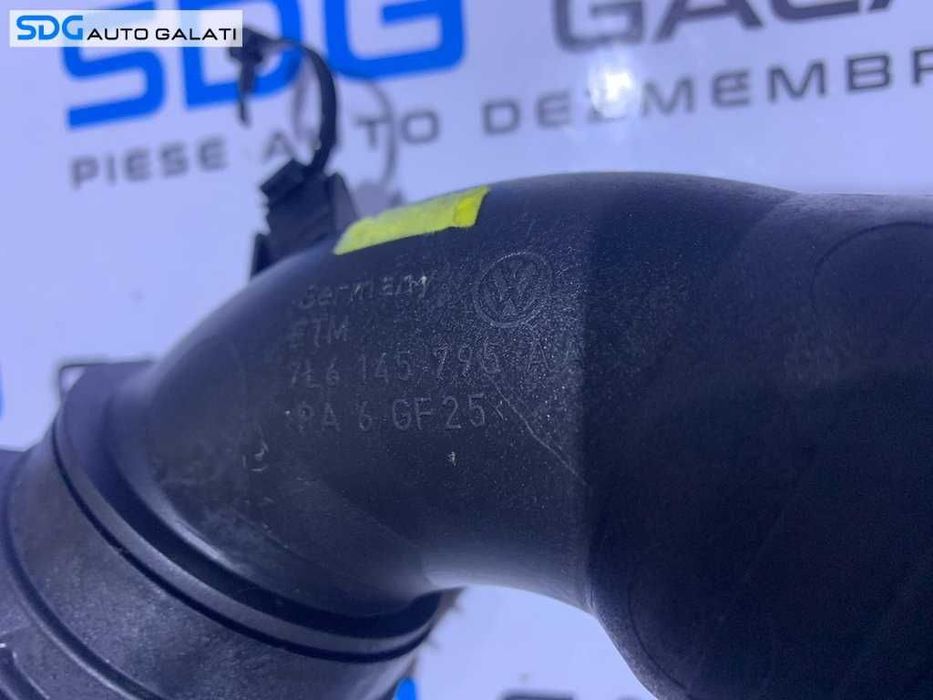 SDG AUTO GALATI
SDG GALA
PIESE AUTO DEZMEMBR
Germany
ETM
7L6 145 795 A
PA 6 GF25